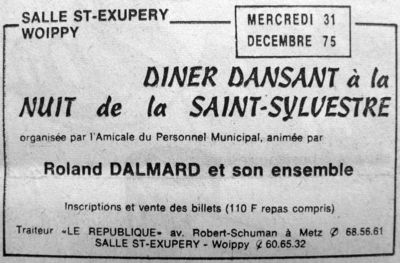 SALLE ST-EXUPERY
WOIPPY
MERCREDI 31
DECEMBRE 75
DINER DANSANT à la
NUIT de la SAINT-SYLVESTRE
organisée par l'Amicale du Personnel Municipal, animée par
Roland DALMARD et son ensemble
Inscriptions et vente des billets (110 F repas compris)
Traiteur «LE REPUBLIQUE» av. Robert-Schuman à Metz ✆ 68.56.61
SALLE ST-EXUPERY - Woippy ✆ 60.65.32